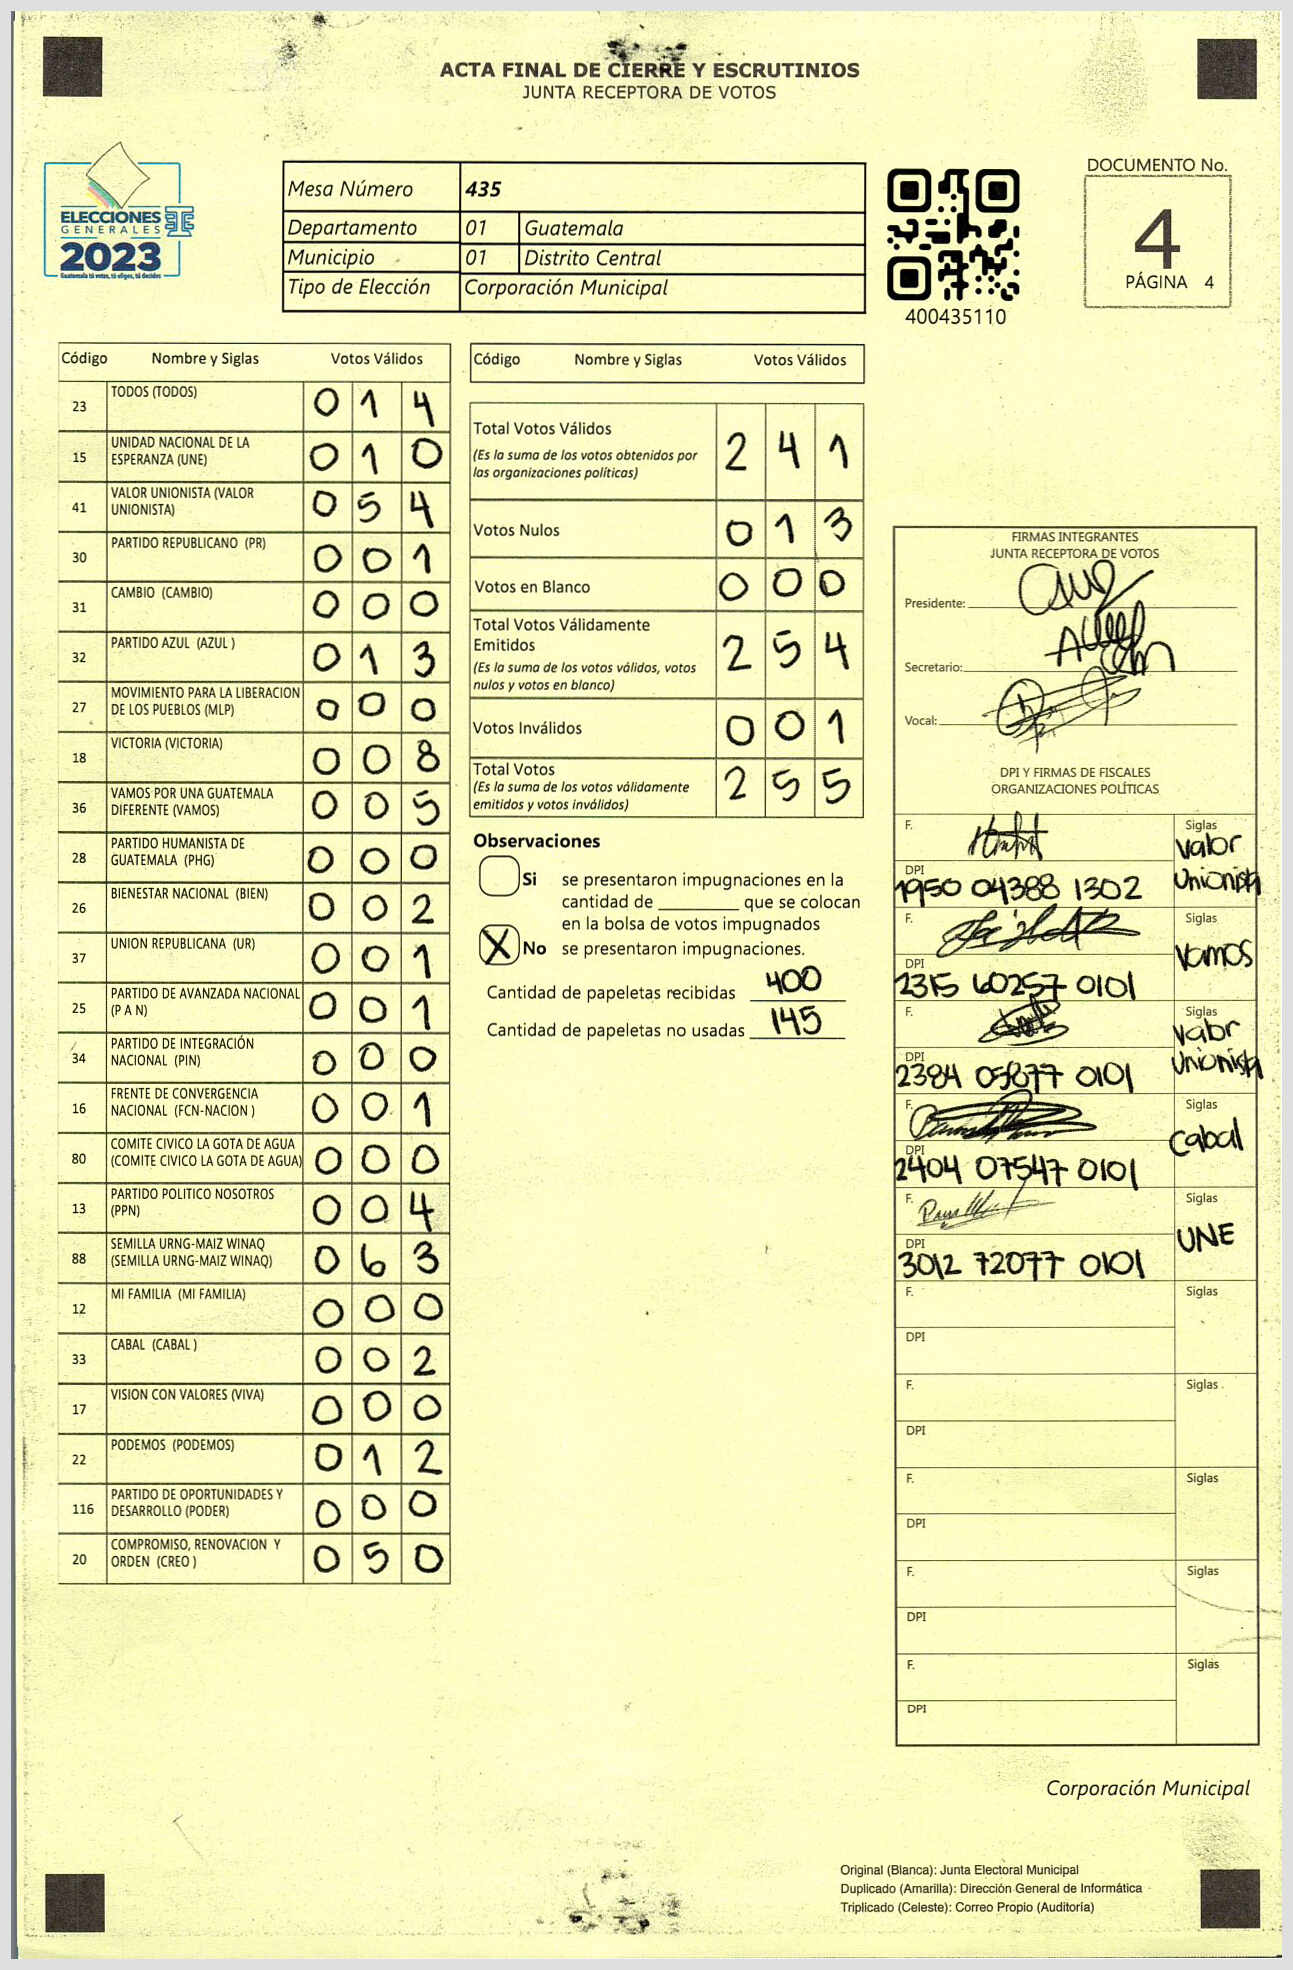 ACTA FINAL DE CIERRE Y ESCRUTINIOS
JUNTA RECEPTORA DE VOTOS
ELECCIONES
GENERALES
2023
Guatemala tú votas, tú eliges, tú decides
Mesa Número 435
Departamento 01 Guatemala
Municipio 01 Distrito Central
Tipo de Elección Corporación Municipal
400435110
DOCUMENTO No.
4
PÁGINA 4
Código Nombre y Siglas Votos Válidos
23 TODOS (TODOS) 0 1 4
15 UNIDAD NACIONAL DE LA
ESPERANZA (UNE) 0 1 0
41 VALOR UNIONISTA (VALOR
UNIONISTA) 0 5 4
30 PARTIDO REPUBLICANO (PR) 0 0 1
31 CAMBIO (CAMBIO) 0 0 0
32 PARTIDO AZUL (AZUL ) 0 1 3
27 MOVIMIENTO PARA LA LIBERACION
DE LOS PUEBLOS (MLP) 0 0 0
18 VICTORIA (VICTORIA) 0 0 8
36 VAMOS POR UNA GUATEMALA
DIFERENTE (VAMOS) 0 0 5
28 PARTIDO HUMANISTA DE
GUATEMALA (PHG) 0 0 0
26 BIENESTAR NACIONAL (BIEN) 0 0 2
37 UNION REPUBLICANA (UR) 0 0 1
25 PARTIDO DE AVANZADA NACIONAL
(P A N) 0 0 1
34 PARTIDO DE INTEGRACIÓN
NACIONAL (PIN) 0 0 0
16 FRENTE DE CONVERGENCIA
NACIONAL (FCN-NACION ) 0 0 1
80 COMITE CIVICO LA GOTA DE AGUA
(COMITE CIVICO LA GOTA DE AGUA) 0 0 0
13 PARTIDO POLITICO NOSOTROS
(PPN) 0 0 4
88 SEMILLA URNG-MAIZ WINAQ
(SEMILLA URNG-MAIZ WINAQ) 0 6 3
12 MI FAMILIA (MI FAMILIA) 0 0 0
33 CABAL (CABAL ) 0 0 2
17 VISION CON VALORES (VIVA) 0 0 0
22 PODEMOS (PODEMOS) 0 1 2
116 PARTIDO DE OPORTUNIDADES Y
DESARROLLO (PODER) 0 0 0
20 COMPROMISO, RENOVACION Y
ORDEN (CREO ) 0 5 0
Código Nombre y Siglas Votos Válidos
Total Votos Válidos 2 4 1
(Es la suma de los votos obtenidos por
las organizaciones políticas)
Votos Nulos 0 1 3
Votos en Blanco 0 0 0
Total Votos Válidamente
Emitidos 2 5 4
(Es la suma de los votos válidos, votos
nulos y votos en blanco)
Votos Inválidos 0 0 1
Total Votos 2 5 5
(Es la suma de los votos válidamente
emitidos y votos inválidos)
Observaciones
Si se presentaron impugnaciones en la
cantidad de ________ que se colocan
en la bolsa de votos impugnados
X No se presentaron impugnaciones.
Cantidad de papeletas recibidas 400
Cantidad de papeletas no usadas 145
FIRMAS INTEGRANTES
JUNTA RECEPTORA DE VOTOS
Presidente:
Secretario:
Vocal:
DPI Y FIRMAS DE FISCALES
ORGANIZACIONES POLÍTICAS
F. Siglas
Valor
Unionista
DPI
1950 04388 1302
F. Siglas
Vamos
DPI
2315 60257 0101
F. Siglas
Valor
Unionista
DPI
2384 05877 0101
F. Siglas
Cabal
DPI
2404 07547 0101
F. Siglas
UNE
DPI
3012 72077 0101
F. Siglas
DPI
F. Siglas
DPI
F. Siglas
DPI
F. Siglas
DPI
F. Siglas
DPI
Corporación Municipal
Original (Blanca): Junta Electoral Municipal
Duplicado (Amarilla): Dirección General de Informática
Triplicado (Celeste): Correo Propio (Auditoría)